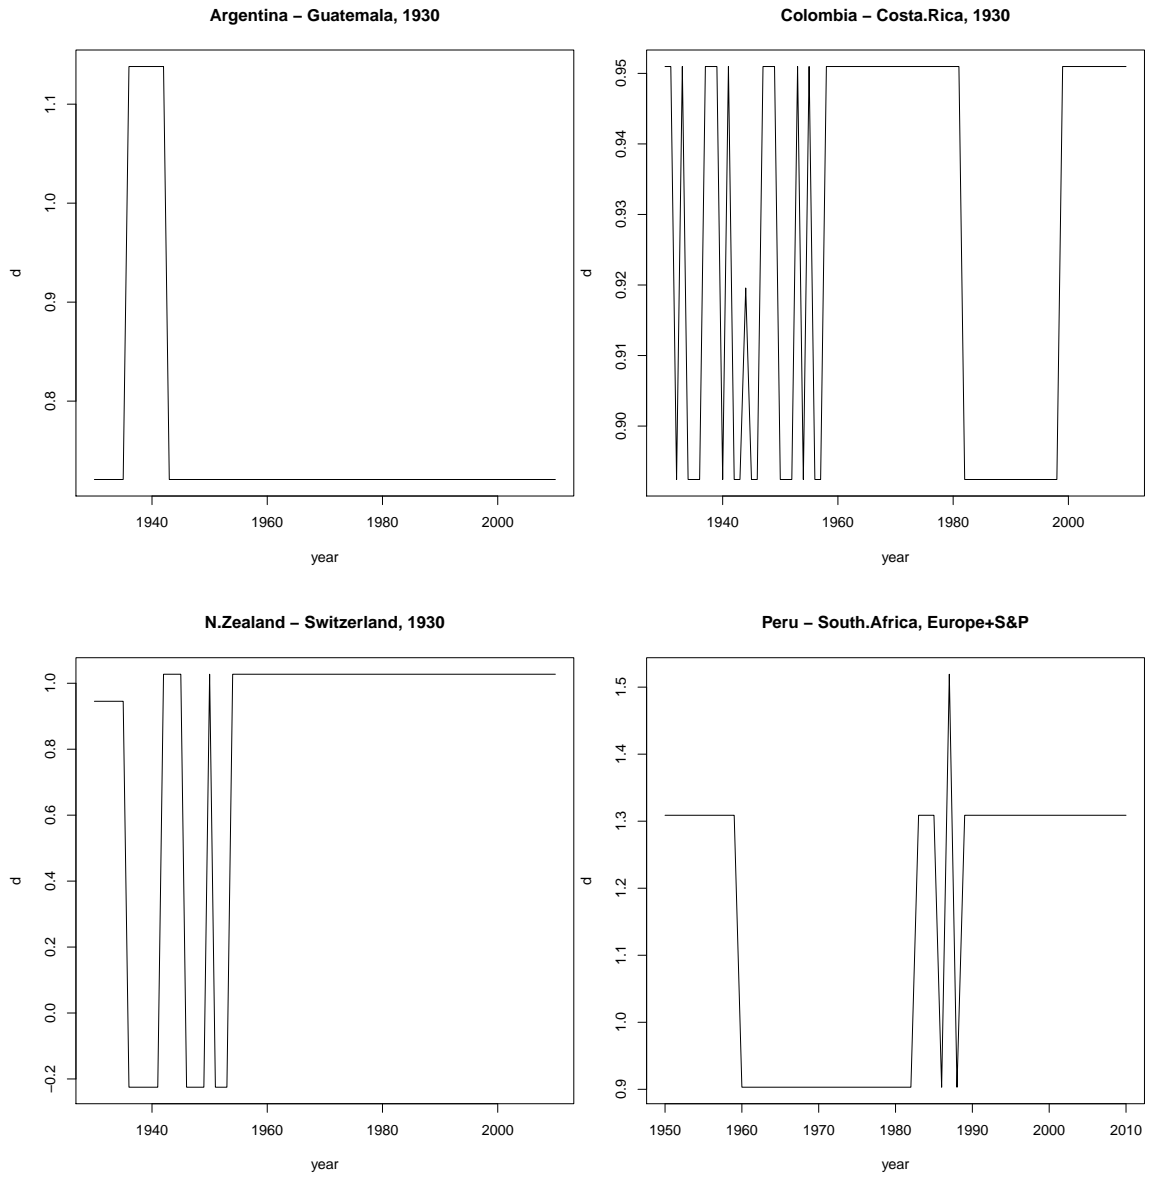 Argentina − Guatemala, 1930
d
0.8 0.9 1.0 1.1
1940 1960 1980 2000
year
Colombia − Costa.Rica, 1930
d
0.90 0.91 0.92 0.93 0.94 0.95
1940 1960 1980 2000
year
N.Zealand − Switzerland, 1930
d
−0.2 0.0 0.2 0.4 0.6 0.8 1.0
1940 1960 1980 2000
year
Peru − South.Africa, Europe+S&P
d
0.9 1.0 1.1 1.2 1.3 1.4 1.5
1950 1960 1970 1980 1990 2000 2010
year